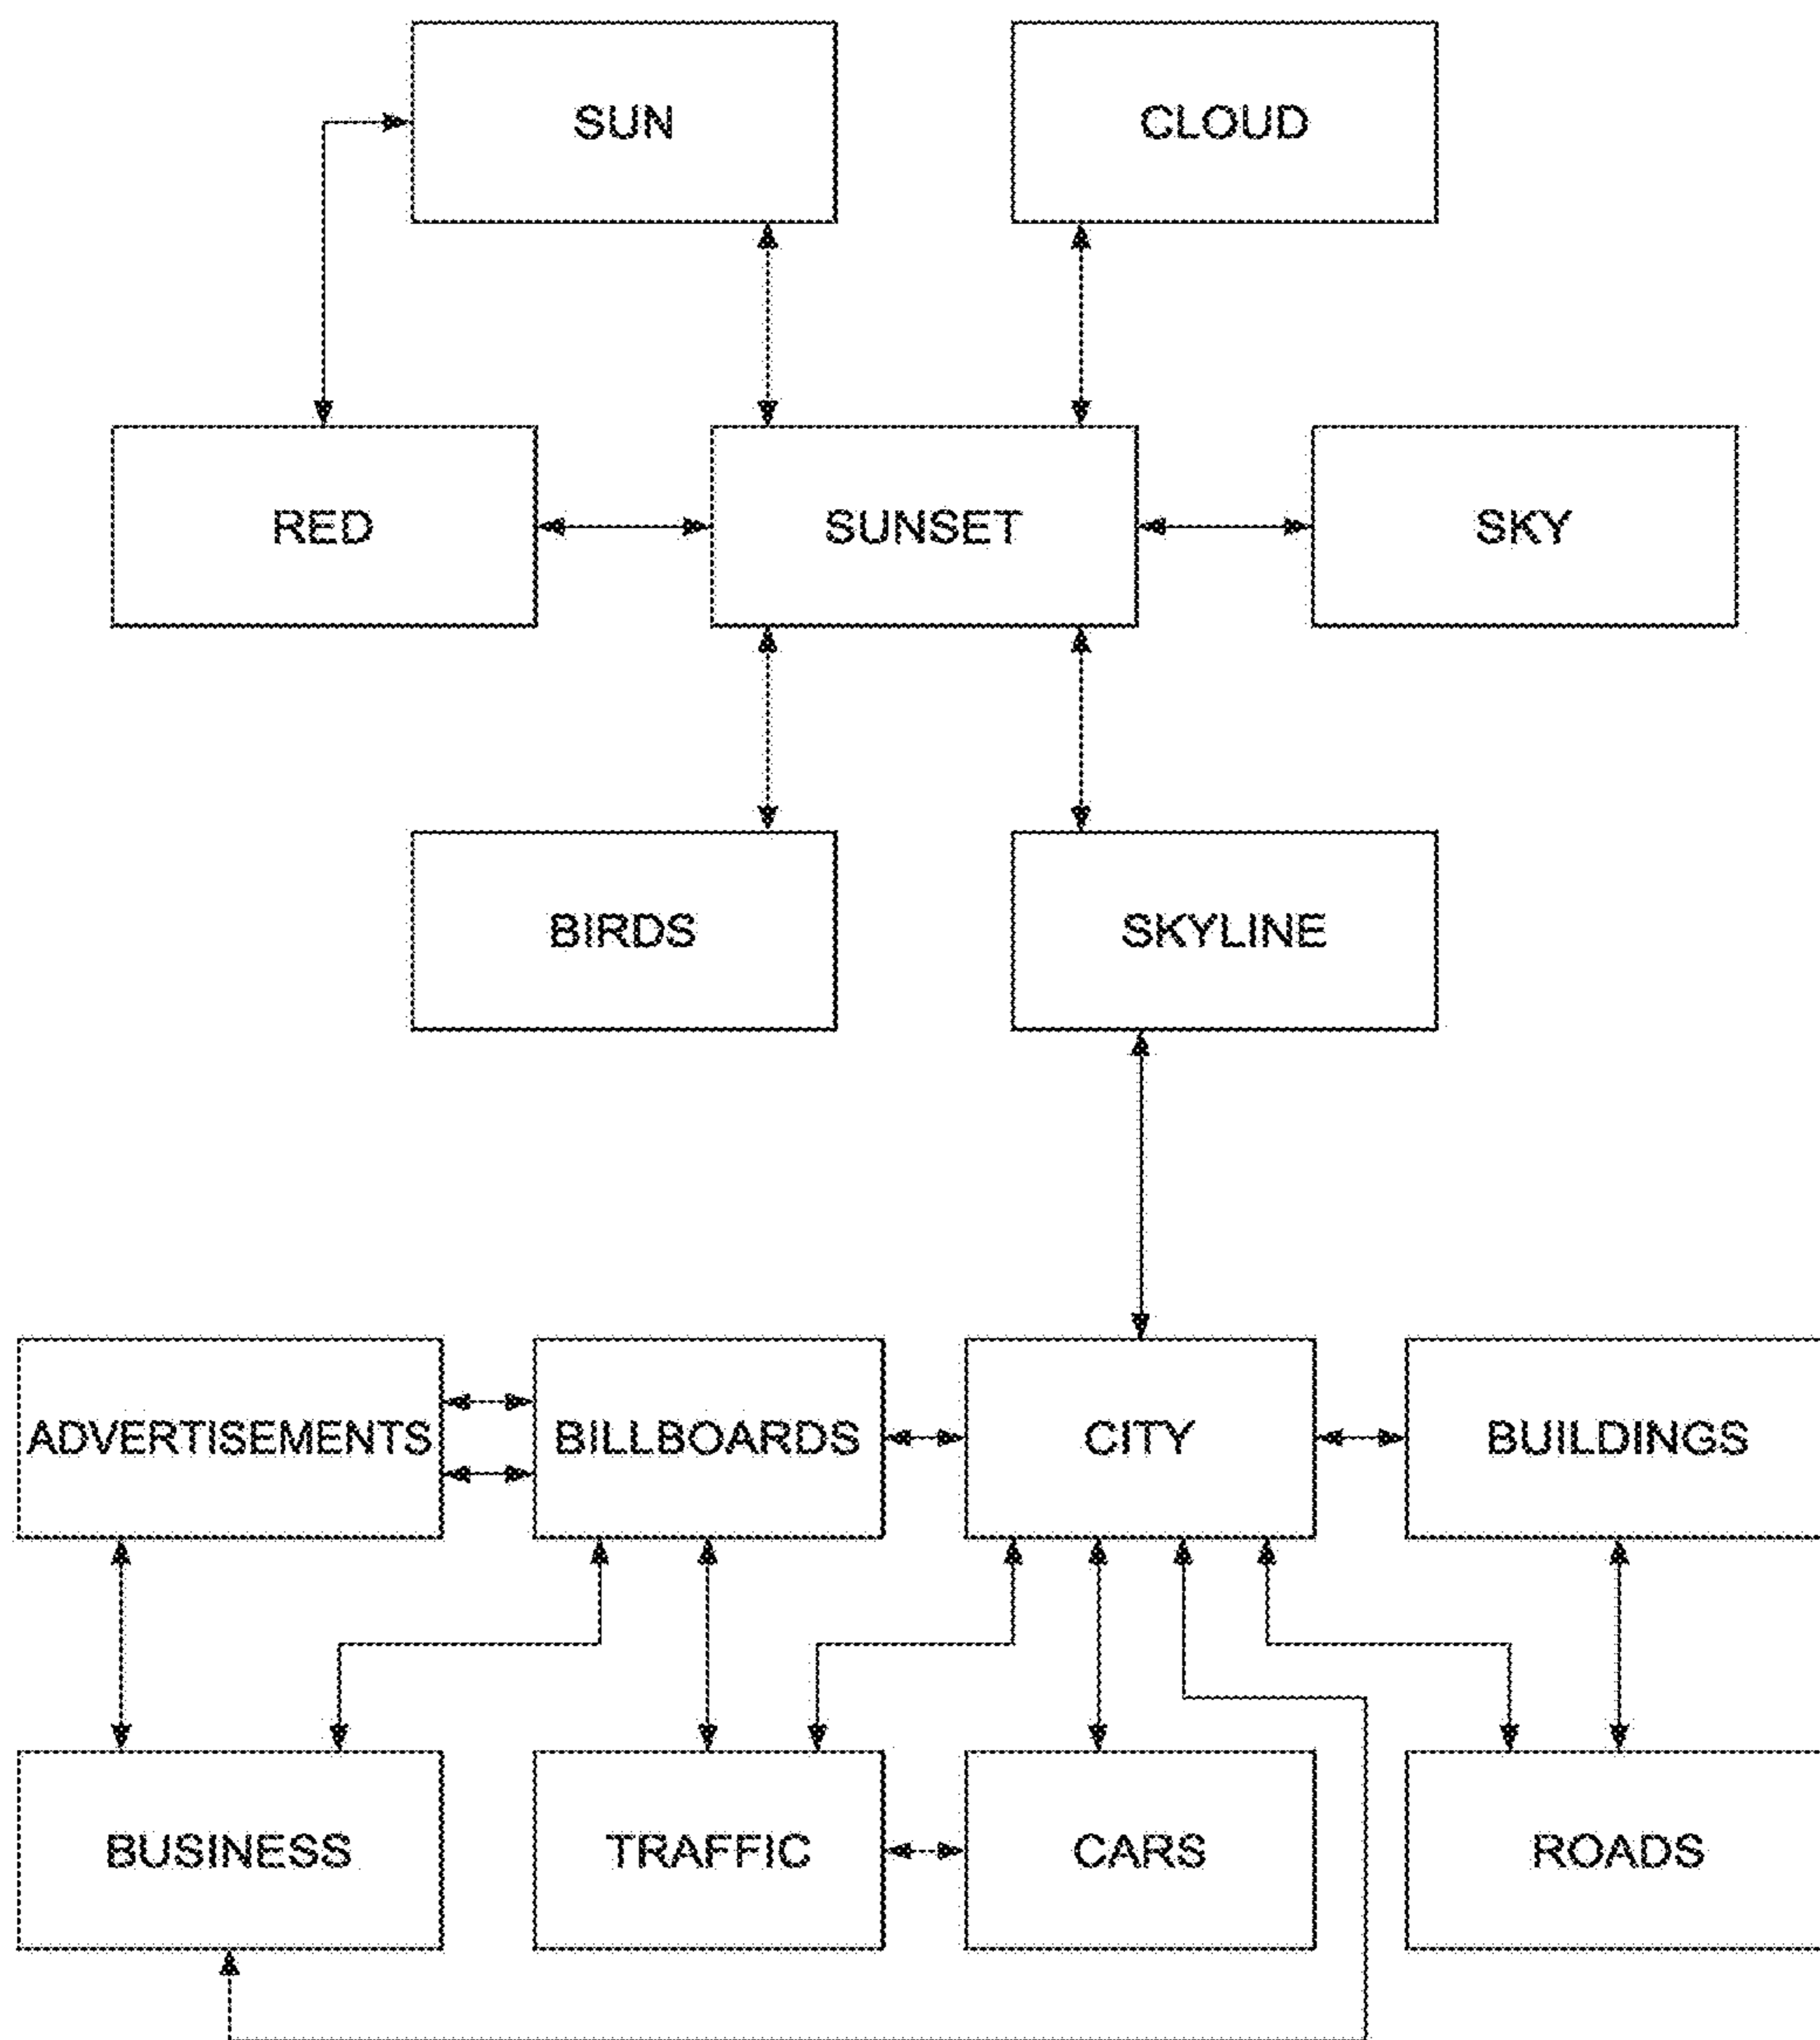 SUN
CLOUD
RED
SUNSET
SKY
BIRDS
SKYLINE
ADVERTISEMENTS
BILLBOARDS
CITY
BUILDINGS
BUSINESS
TRAFFIC
CARS
ROADS